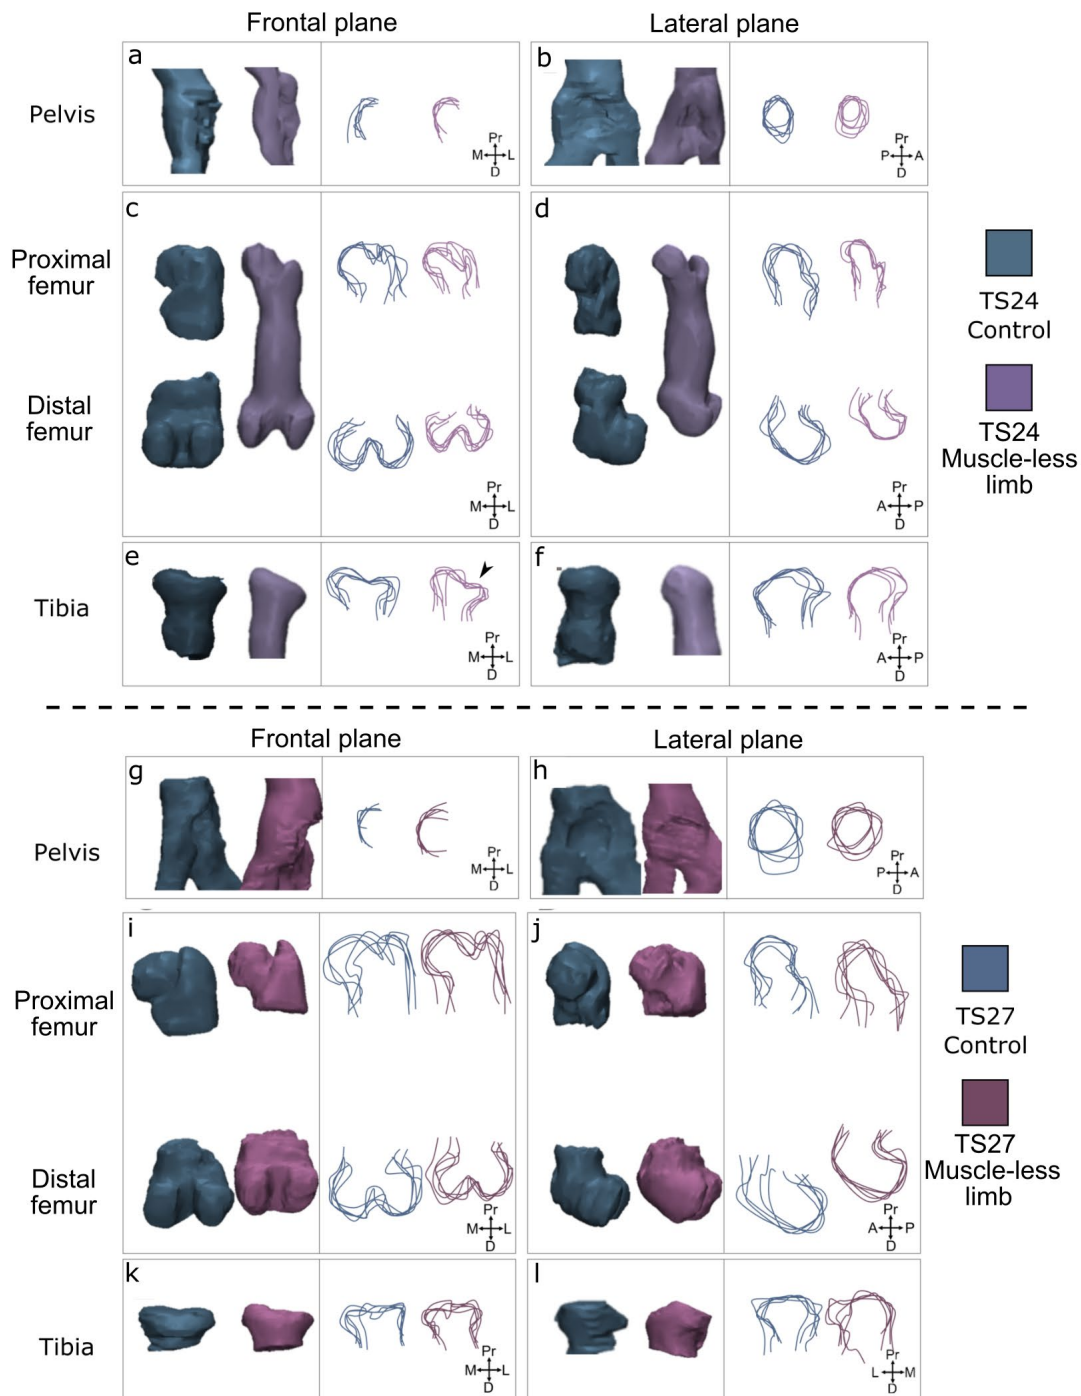 Frontal plane
Lateral plane
Pelvis
a
Pr
M L
D
b
Pr
P A
D
Proximal
femur
Distal
femur
c
Pr
M L
D
d
Pr
A P
D
Tibia
e
Pr
M L
D
f
Pr
A P
D
TS24
Control
TS24
Muscle-less
limb
Frontal plane
Lateral plane
Pelvis
g
Pr
M L
D
h
Pr
P A
D
Proximal
femur
Distal
femur
i
Pr
M L
D
j
Pr
A P
D
Tibia
k
Pr
M L
D
l
Pr
L M
D
TS27
Control
TS27
Muscle-less
limb